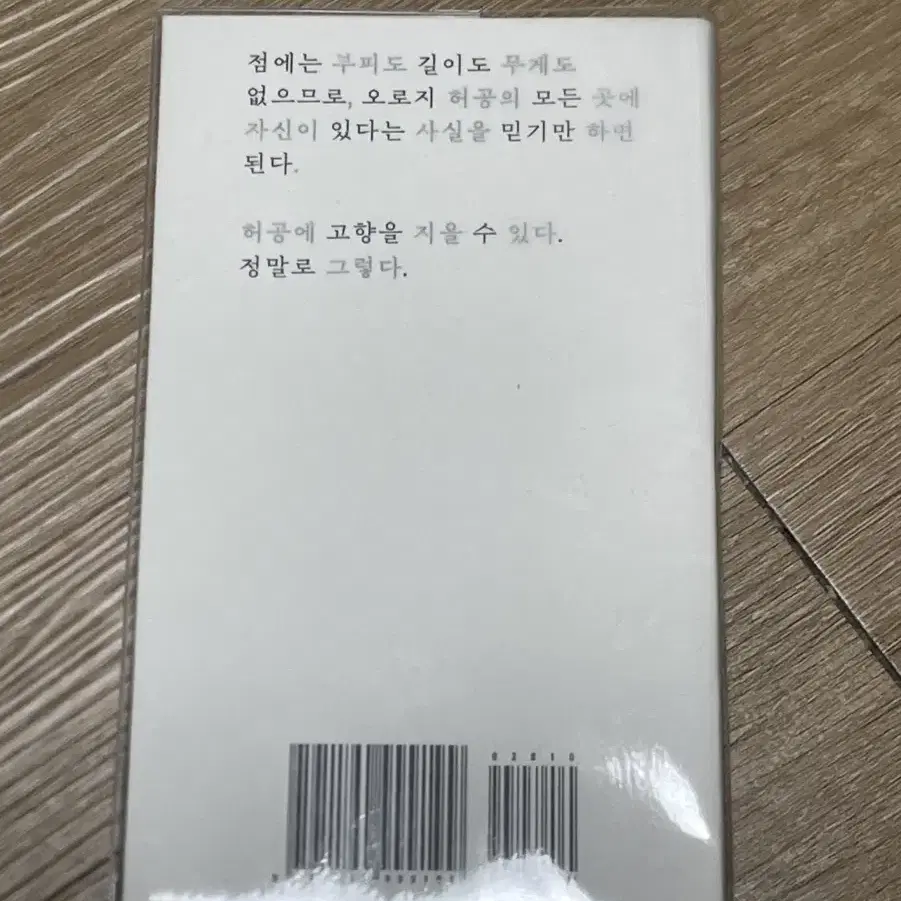 점에는 부피도 길이도 무게도
없으므로, 오로지 허공의 모든 곳에
자신이 있다는 사실을 믿기만 하면
된다.
허공에 고향을 지을 수 있다.
정말로 그렇다.
03810